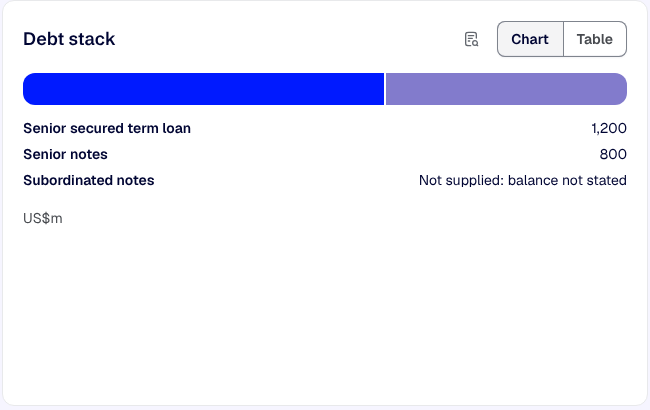 Debt stack
Chart Table
Senior secured term loan 1,200
Senior notes 800
Subordinated notes Not supplied: balance not stated
US$m